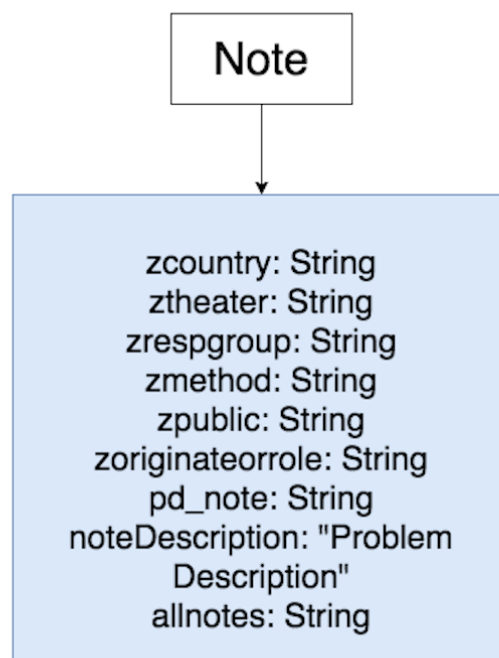 Note
zcountry: String
ztheater: String
zrespgroup: String
zmethod: String
zpublic: String
zoriginateorrole: String
pd_note: String
noteDescription: "Problem
Description"
allnotes: String